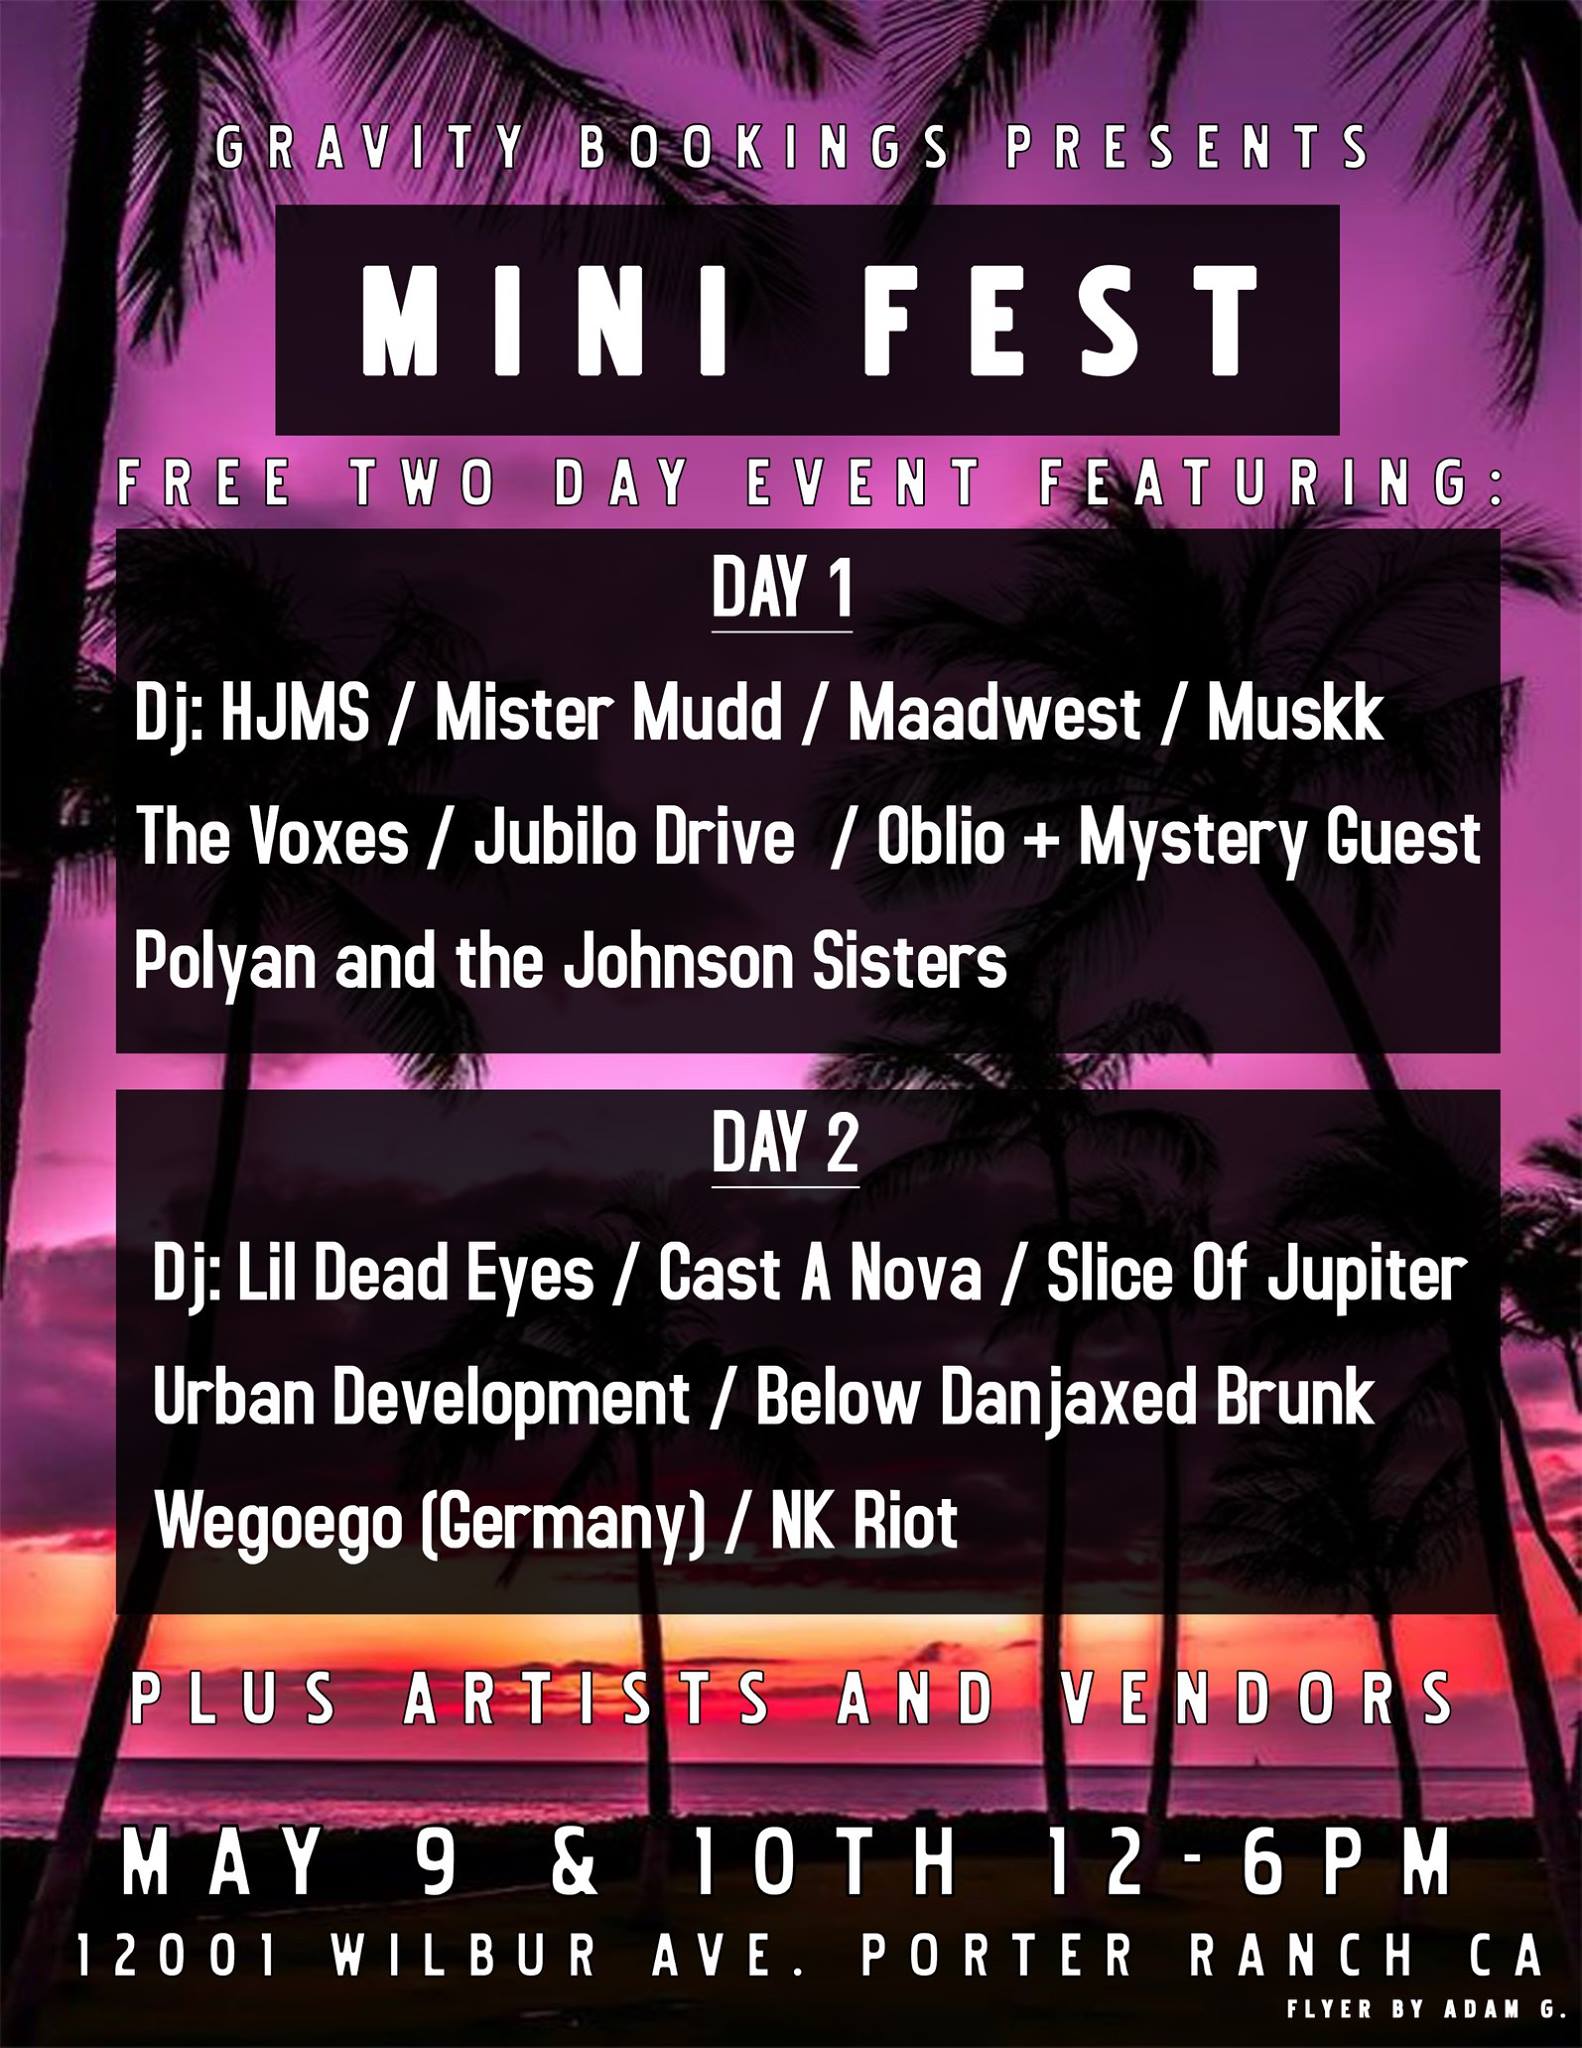 GRAVITY BOOKINGS PRESENTS
MINI FEST
FREE TWO DAY EVENT FEATURING:
DAY 1
Dj: HJMS / Mister Mudd / Maadwest / Muskk
The Voxes / Jubilo Drive / Oblio + Mystery Guest
Polyan and the Johnson Sisters
DAY 2
Dj: Lil Dead Eyes / Cast A Nova / Slice Of Jupiter
Urban Development / Below Danjaxed Brunk
Wegoego (Germany) / NK Riot
PLUS ARTISTS AND VENDORS
MAY 9 & 10TH 12-6PM
12001 WILBUR AVE. PORTER RANCH CA
FLYER BY ADAM G.